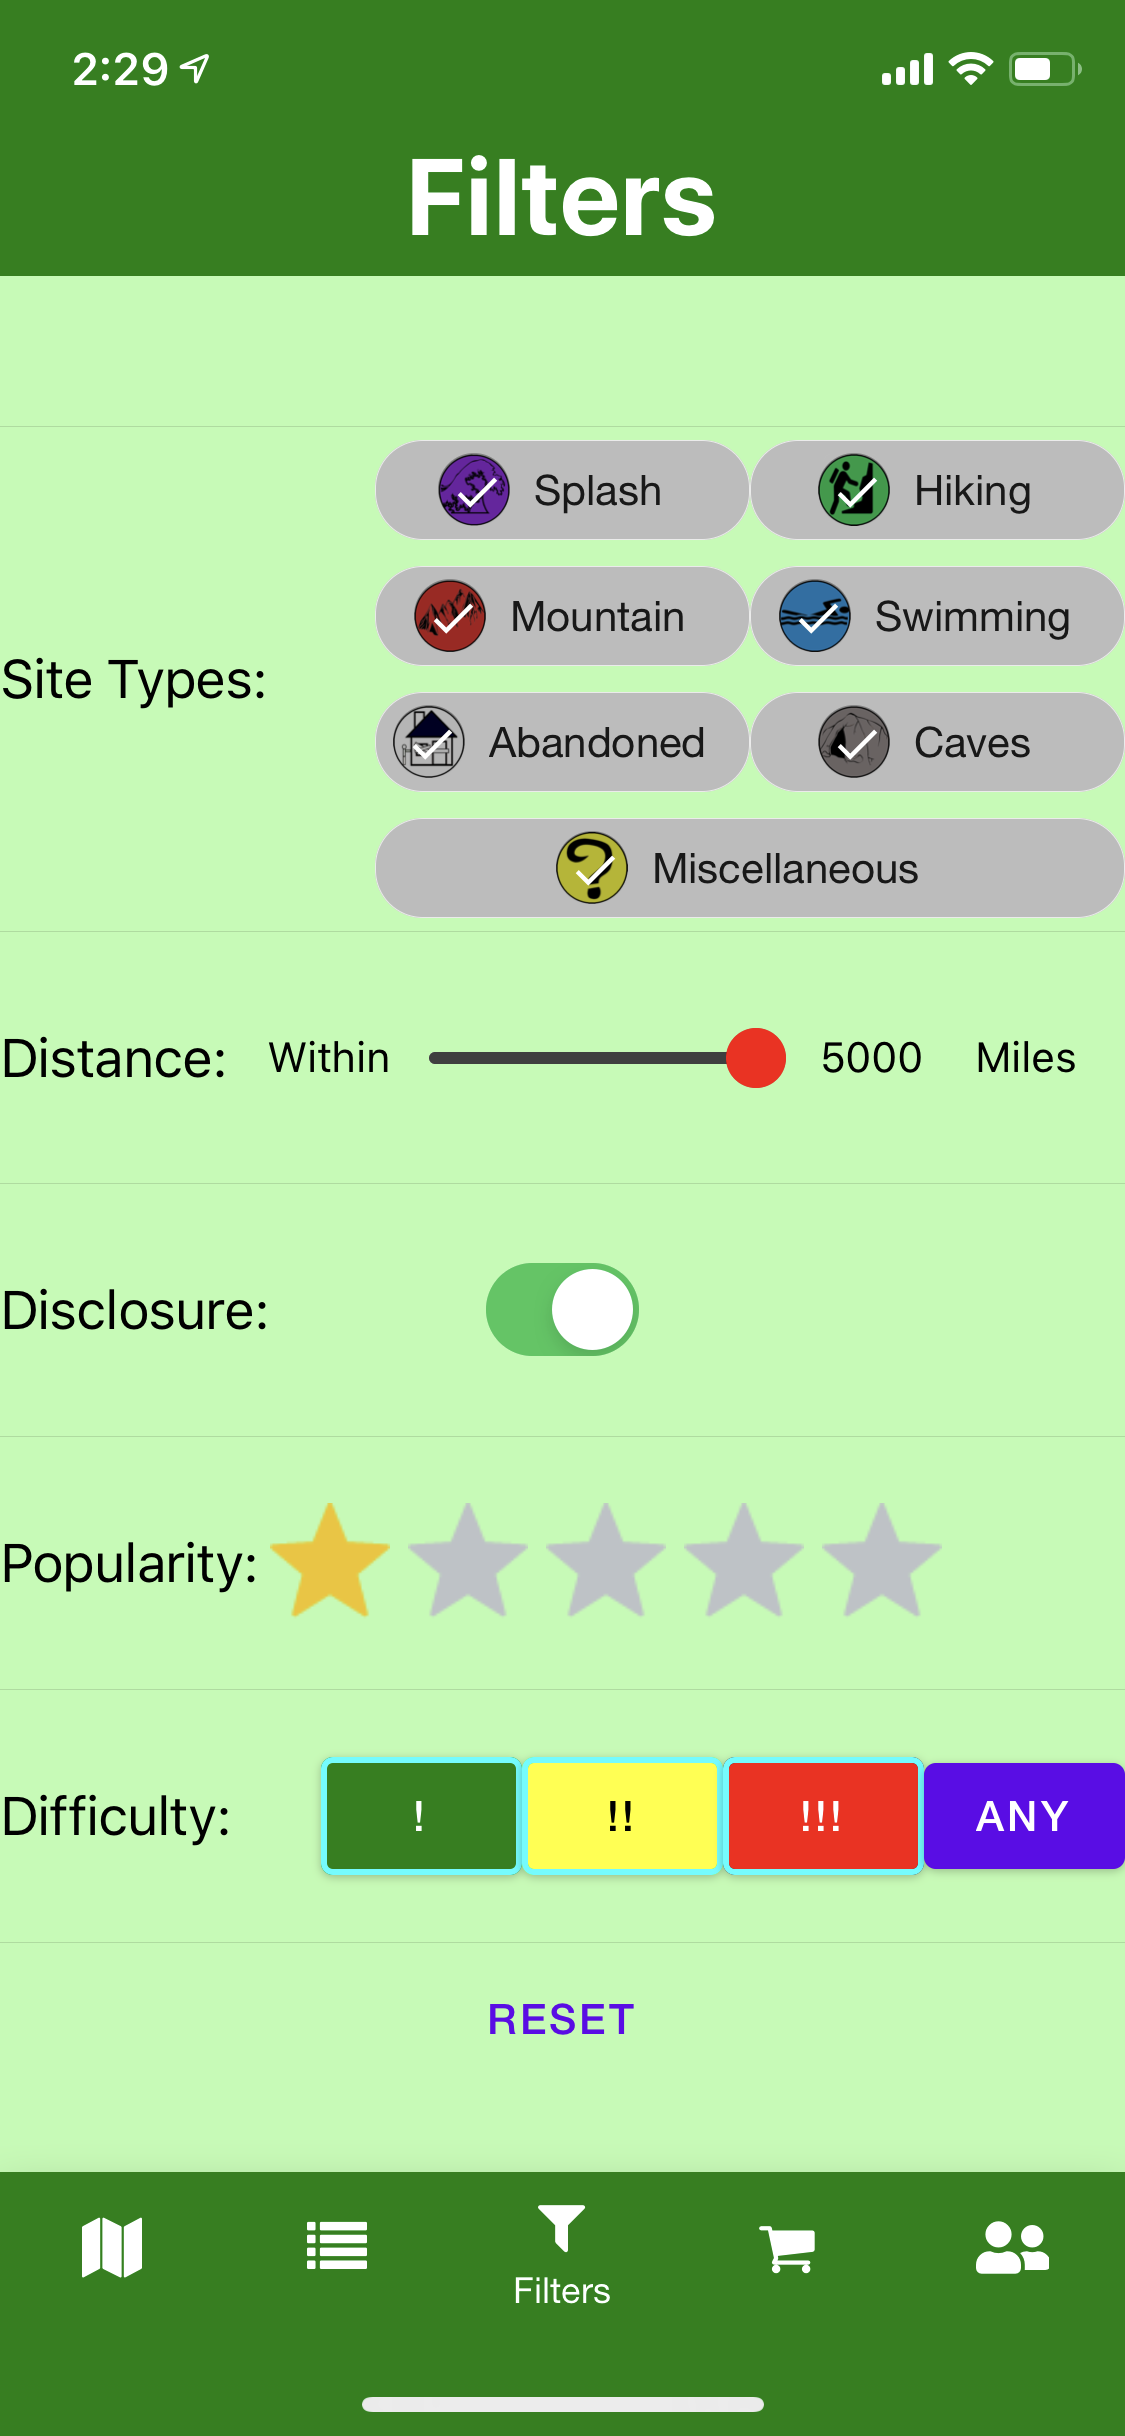 2:29
Filters
Splash
Hiking
Mountain
Swimming
Site Types:
Abandoned
Caves
Miscellaneous
Distance: Within 5000 Miles
Disclosure:
Popularity:
Difficulty: ! !! !!! ANY
RESET
Filters